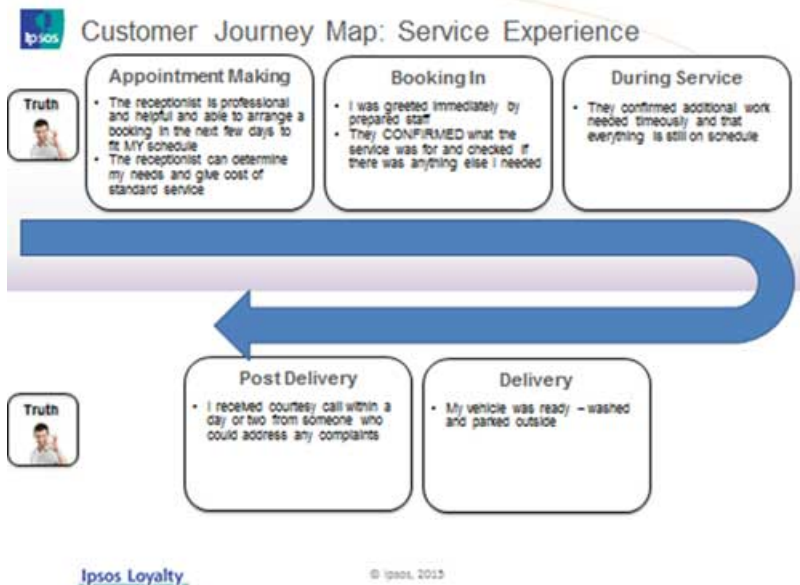 Ipsos
Customer Journey Map: Service Experience
Truth
Appointment Making
• The receptionist is professional
and helpful and able to arrange a
booking in the next few days to
fit MY schedule
• The receptionist can determine
my needs and give cost of
standard service
Booking In
• I was greeted immediately by
prepared staff
• They CONFIRMED what the
service was for and checked if
there was anything else I needed
During Service
• They confirmed additional work
needed timeously and that
everything is still on schedule
Truth
Post Delivery
• I received courtesy call within a
day or two from someone who
could address any complaints
Delivery
• My vehicle was ready – washed
and parked outside
Ipsos Loyalty
© Ipsos, 2015